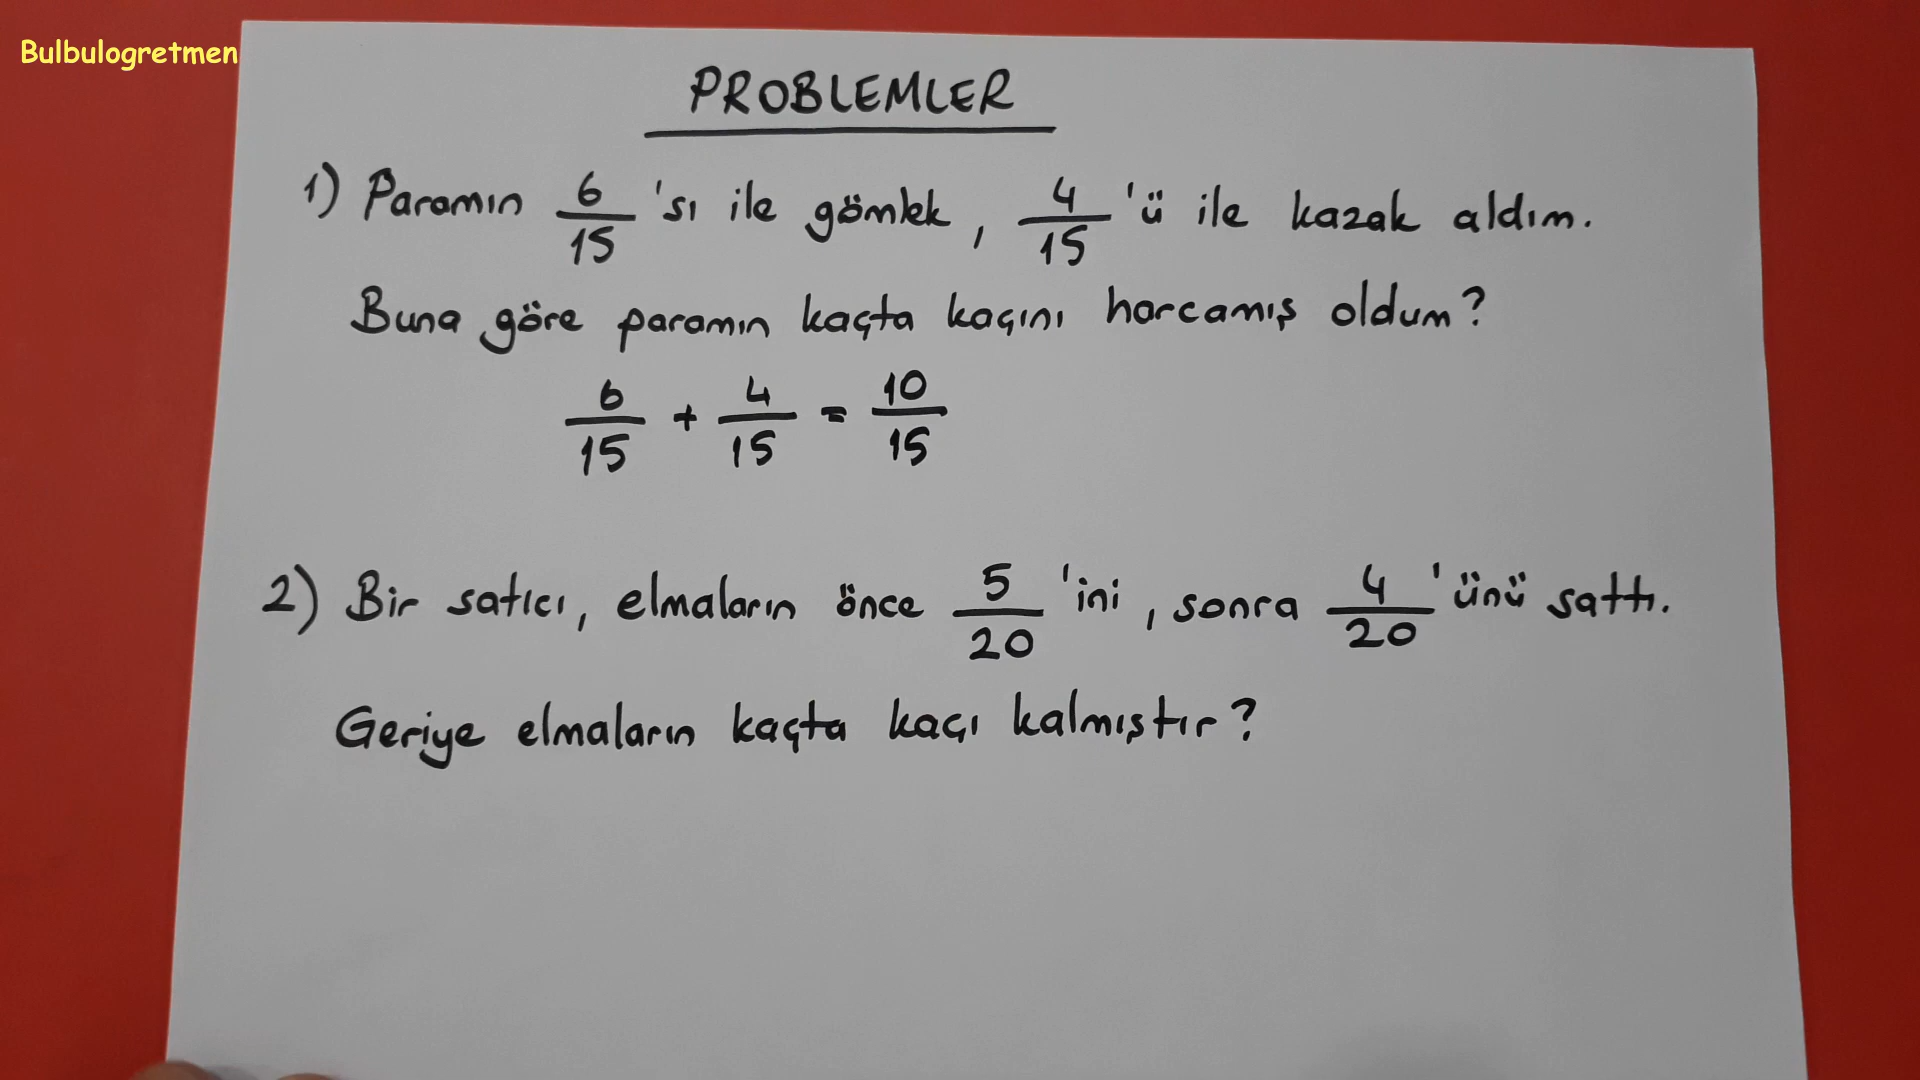 Bulbulogretmen
PROBLEMLER
1) Paramın 6/15 'sı ile gömlek, 4/15 'ü ile kazak aldım.
Buna göre paramın kaçta kaçını harcamış oldum?
6/15 + 4/15 = 10/15
2) Bir satıcı, elmaların önce 5/20 'ini, sonra 4/20 'ünü sattı.
Geriye elmaların kaçta kaçı kalmıştır?